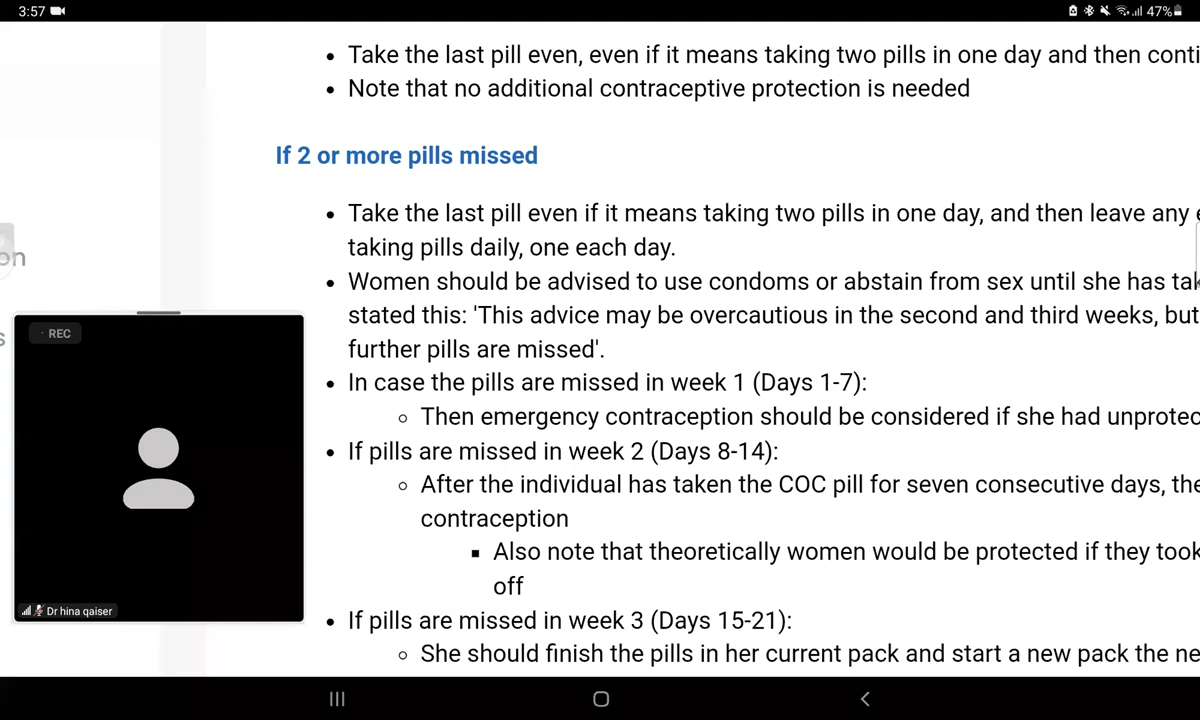 3:57
47%
Take the last pill even, even if it means taking two pills in one day and then conti
Note that no additional contraceptive protection is needed
If 2 or more pills missed
Take the last pill even if it means taking two pills in one day, and then leave any
taking pills daily, one each day.
on
Women should be advised to use condoms or abstain from sex until she has tak
stated this: 'This advice may be overcautious in the second and third weeks, but
s
REC
further pills are missed'.
In case the pills are missed in week 1 (Days 1-7):
Then emergency contraception should be considered if she had unprotec
If pills are missed in week 2 (Days 8-14):
After the individual has taken the COC pill for seven consecutive days, the
contraception
Also note that theoretically women would be protected if they took
off
Dr hina qaiser
If pills are missed in week 3 (Days 15-21):
She should finish the pills in her current pack and start a new pack the ne